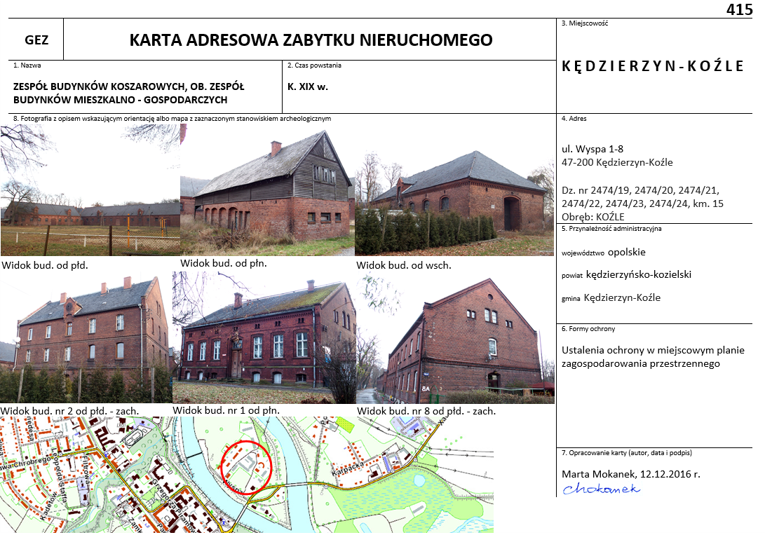 415
GEZ
KARTA ADRESOWA ZABYTKU NIERUCHOMEGO
1. Nazwa
ZESPÓŁ BUDYNKÓW KOSZAROWYCH, OB. ZESPÓŁ
BUDYNKÓW MIESZKALNO - GOSPODARCZYCH
2. Czas powstania
K. XIX w.
3. Miejscowość
KĘDZIERZYN-KOŹLE
8. Fotografia z opisem wskazującym orientację albo mapa z zaznaczonym stanowiskiem archeologicznym
Widok bud. od płd.
Widok bud. od płn.
Widok bud. od wsch.
8A
Widok bud. nr 2 od płd. - zach.
Widok bud. nr 1 od płn.
Widok bud. nr 8 od płd. - zach.
Chrobrego
4. Adres
ul. Wyspa 1-8
47-200 Kędzierzyn-Koźle
Dz. nr 2474/19, 2474/20, 2474/21,
2474/22, 2474/23, 2474/24, km. 15
Obręb: KOŹLE
5. Przynależność administracyjna
województwo opolskie
powiat kędzierzyńsko-kozielski
gmina Kędzierzyn-Koźle
6. Formy ochrony
Ustalenia ochrony w miejscowym planie
zagospodarowania przestrzennego
7. Opracowanie karty (autor, data i podpis)
Marta Mokanek, 12.12.2016 r.